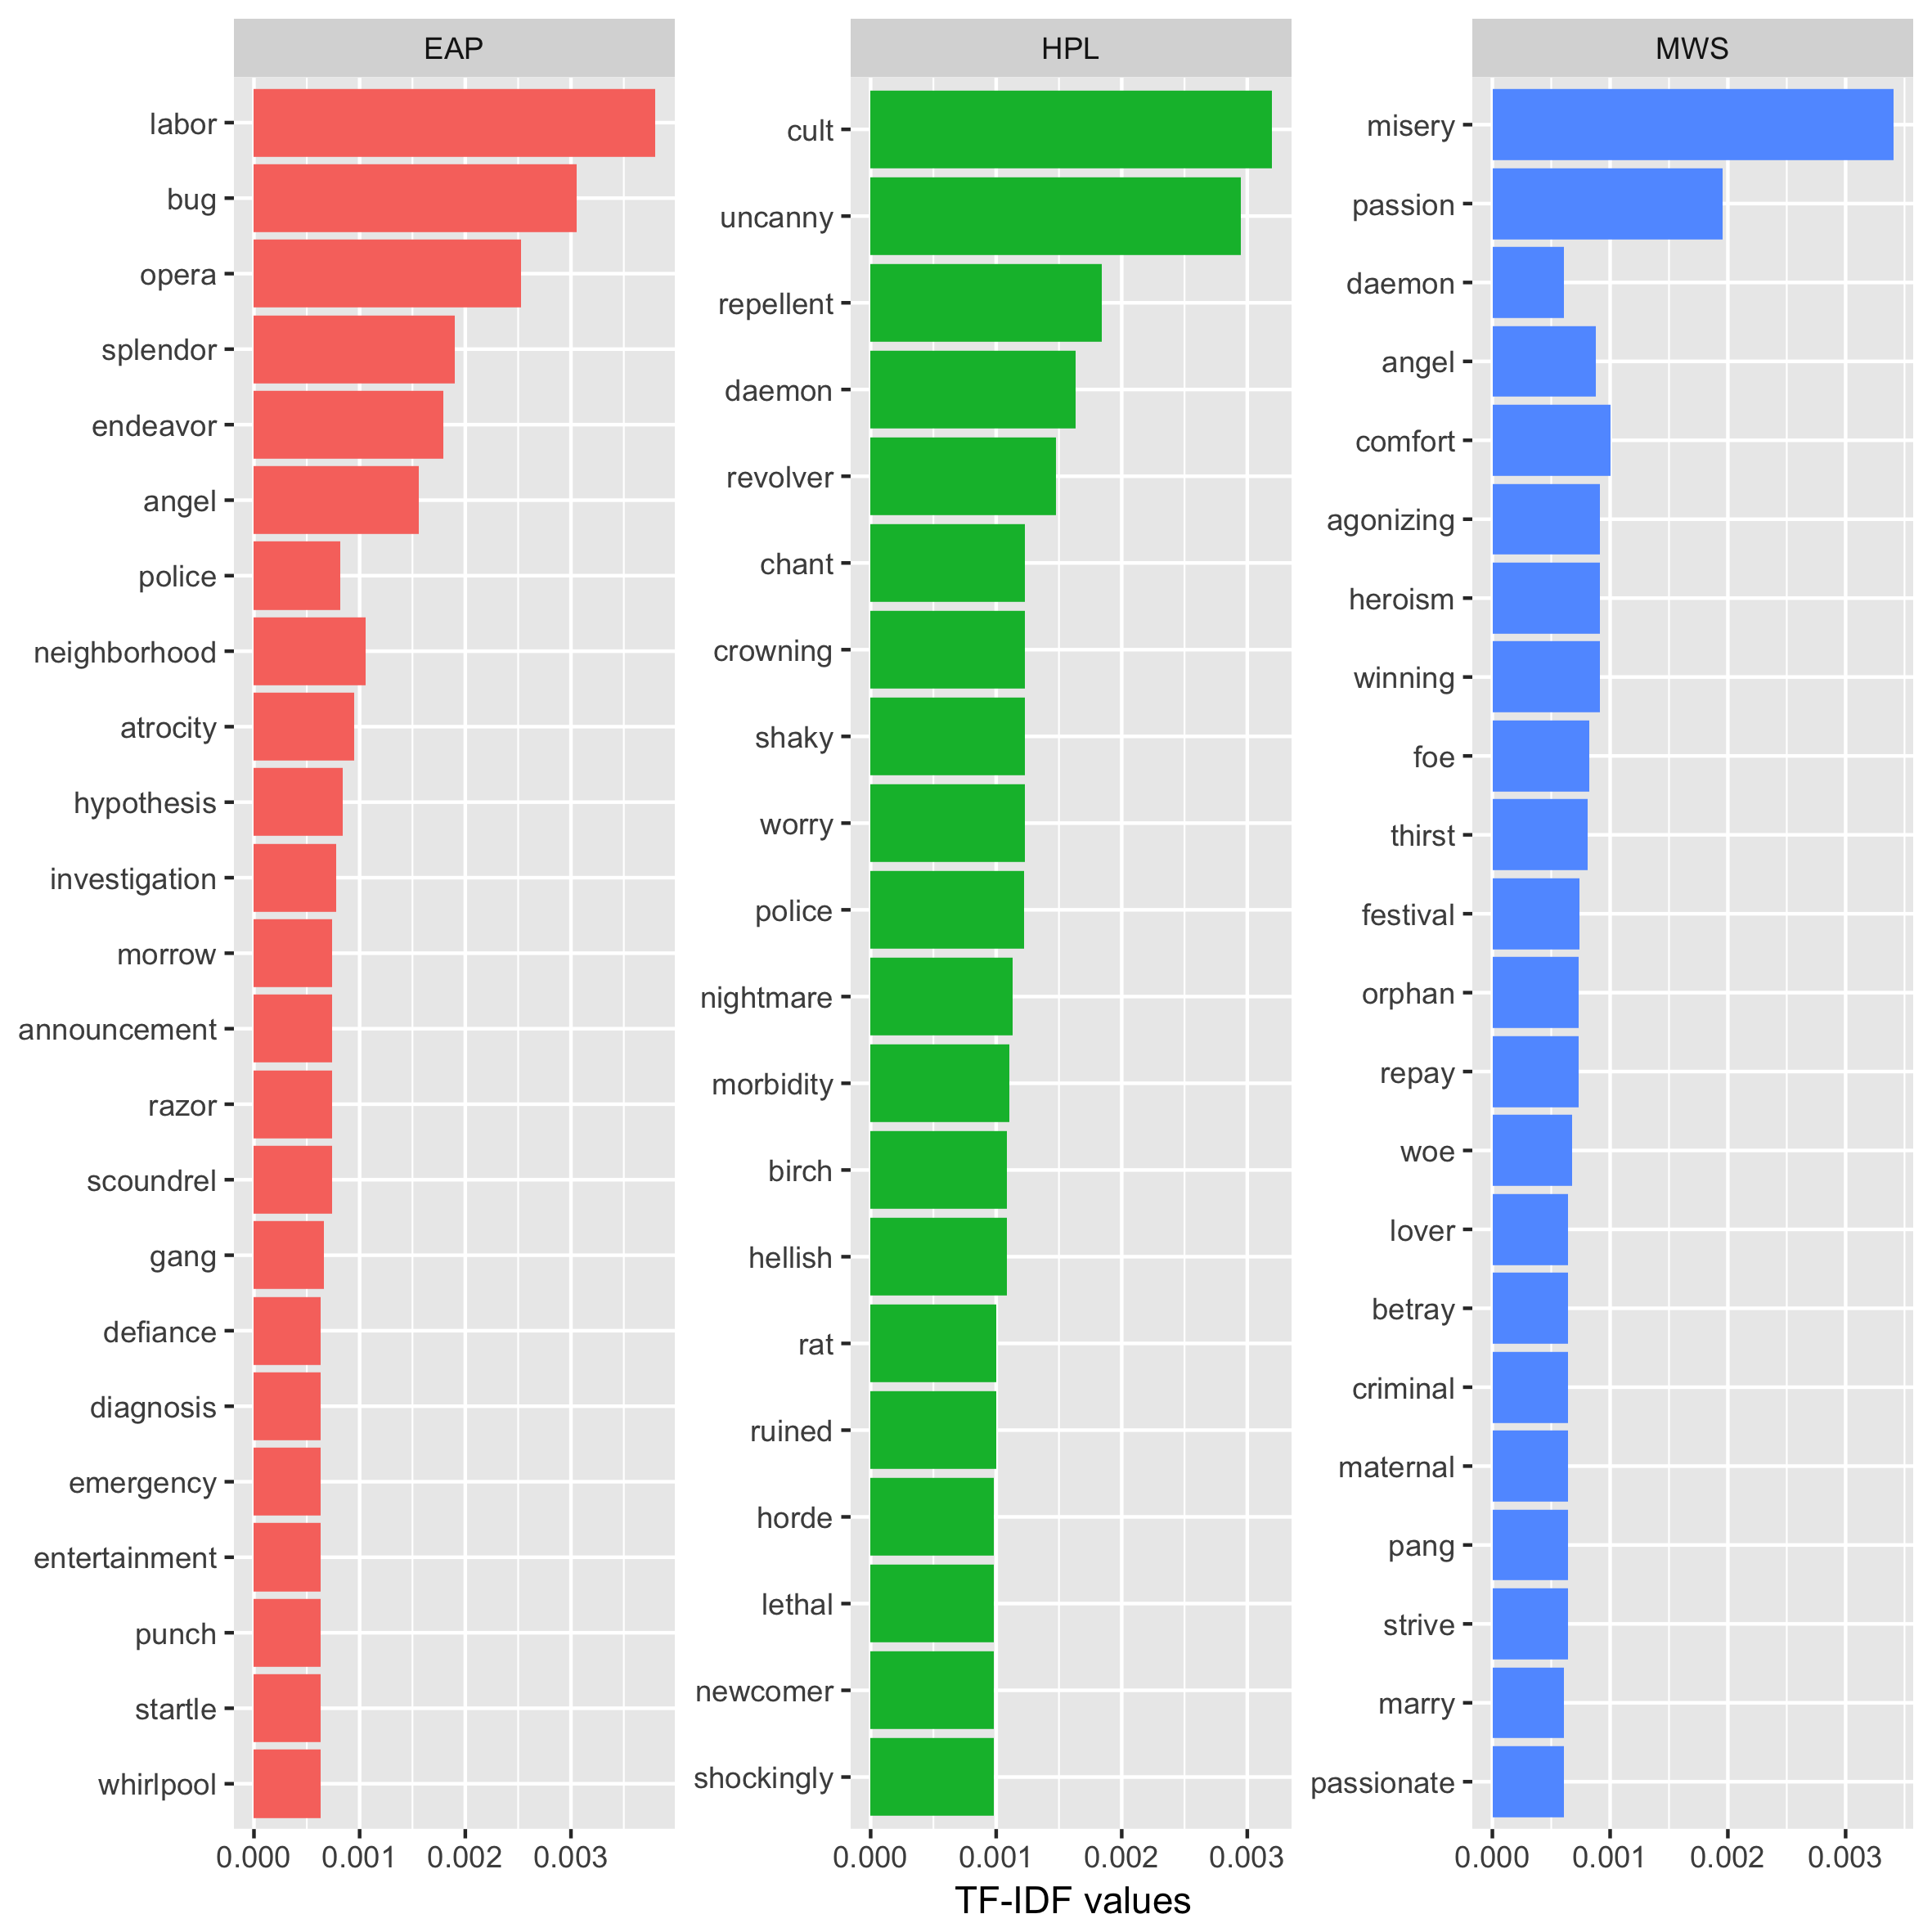 EAP
labor
bug
opera
splendor
endeavor
angel
police
neighborhood
atrocity
hypothesis
investigation
morrow
announcement
razor
scoundrel
gang
defiance
diagnosis
emergency
entertainment
punch
startle
whirlpool
0.000 0.001 0.002 0.003
HPL
cult
uncanny
repellent
daemon
revolver
chant
crowning
shaky
worry
police
nightmare
morbidity
birch
hellish
rat
ruined
horde
lethal
newcomer
shockingly
0.000 0.001 0.002 0.003
MWS
misery
passion
daemon
angel
comfort
agonizing
heroism
winning
foe
thirst
festival
orphan
repay
woe
lover
betray
criminal
maternal
pang
strive
marry
passionate
0.000 0.001 0.002 0.003
TF-IDF values